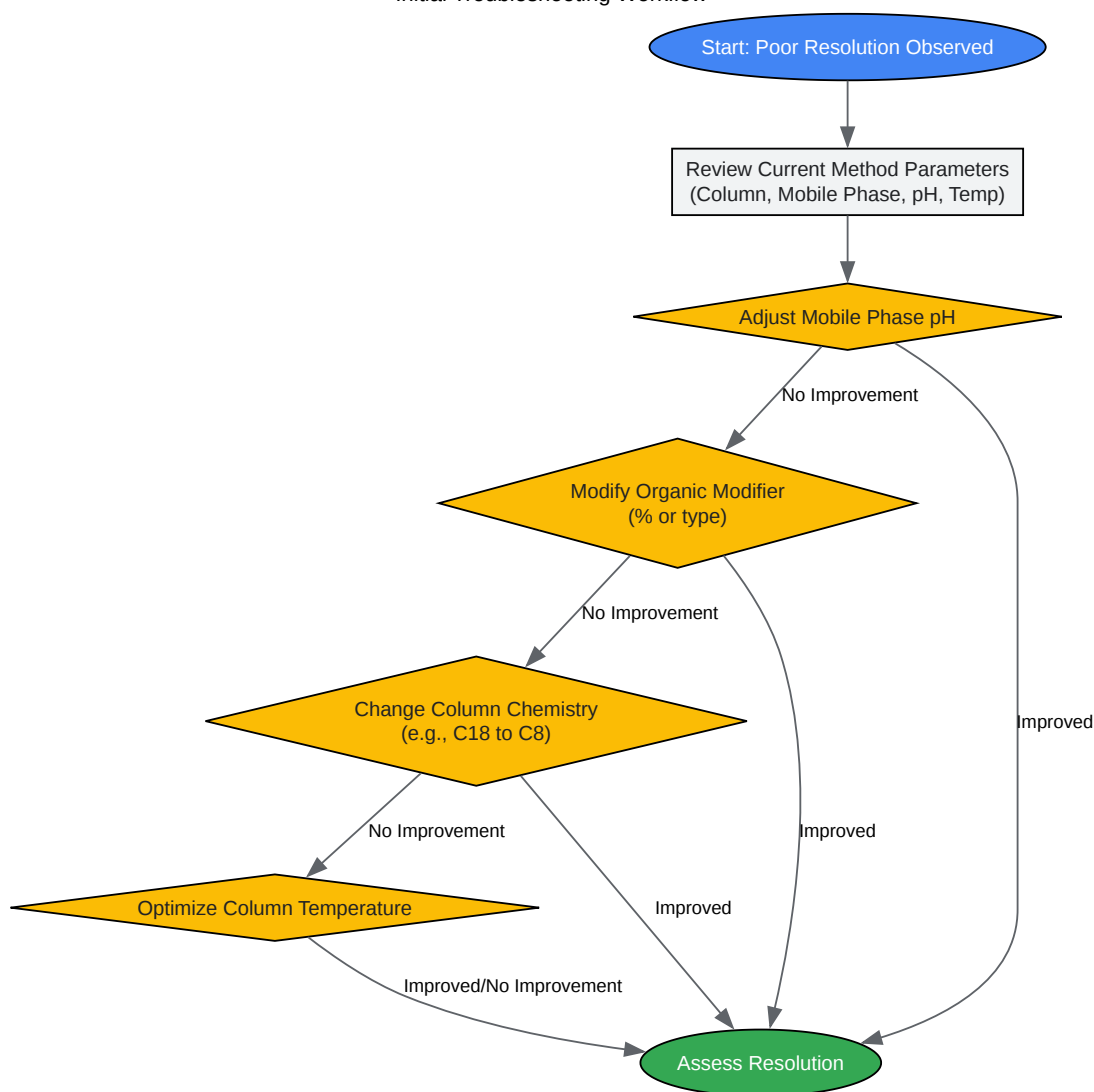 Initial Troubleshooting Workflow
Start: Poor Resolution Observed
Review Current Method Parameters
(Column, Mobile Phase, pH, Temp)
Adjust Mobile Phase pH
No Improvement
Modify Organic Modifier
(% or type)
No Improvement
Change Column Chemistry
(e.g., C18 to C8)
Improved
No Improvement
Improved
Optimize Column Temperature
Improved
Improved/No Improvement
Assess Resolution